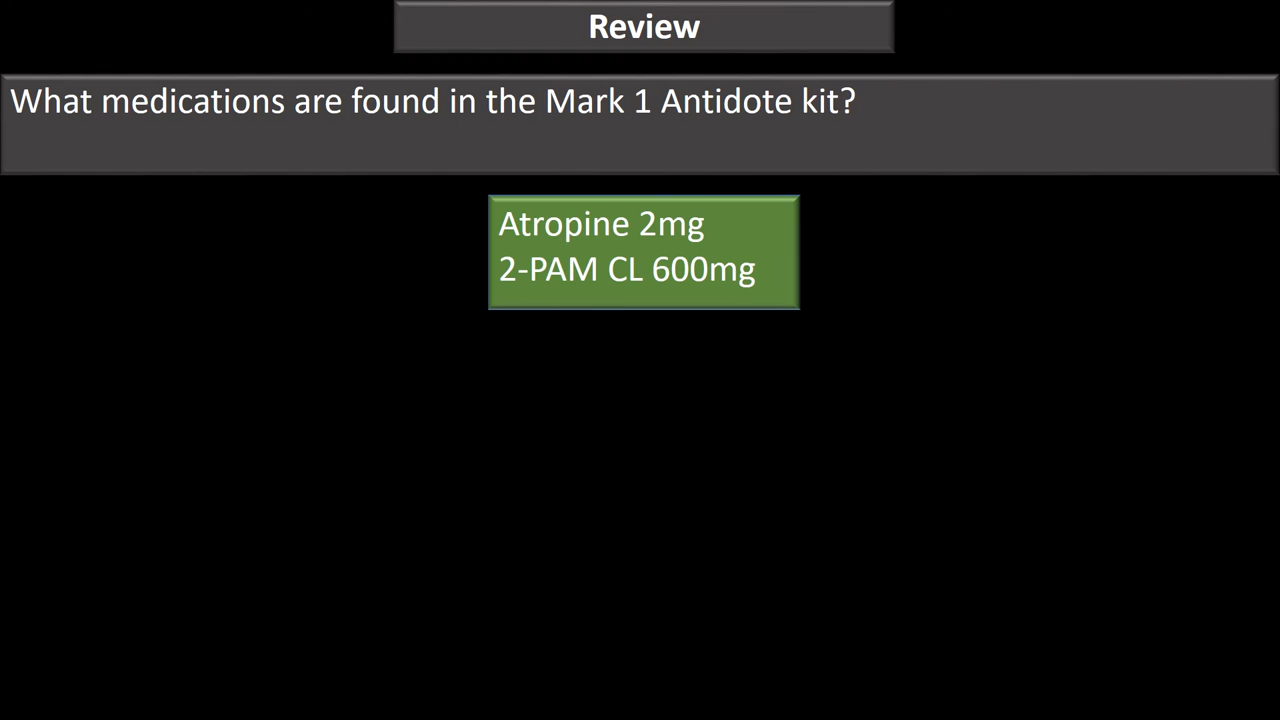 Review
What medications are found in the Mark 1 Antidote kit?
Atropine 2mg
2-PAM CL 600mg